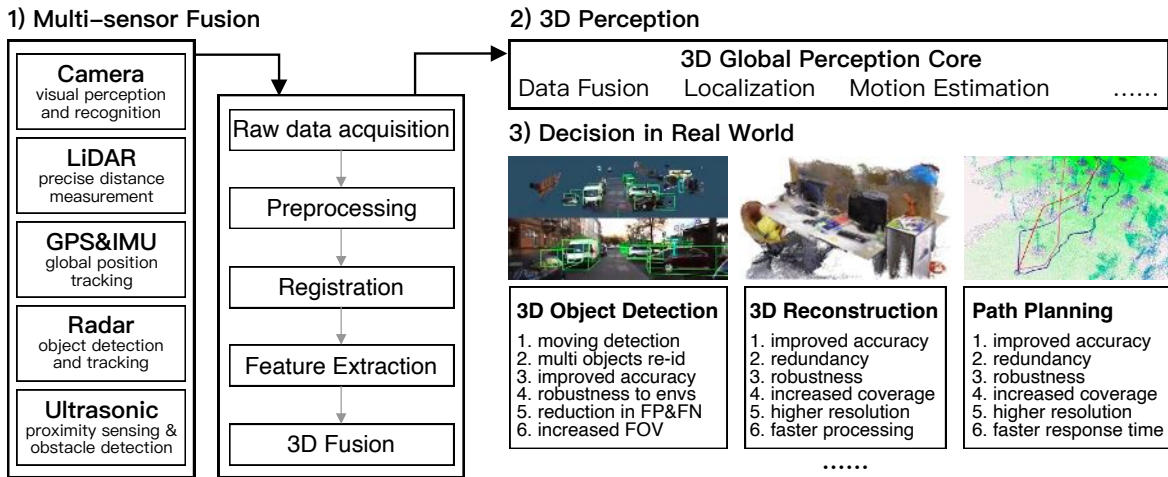 1) Multi-sensor Fusion
Camera
visual perception
and recognition
LiDAR
precise distance
measurement
GPS&IMU
global position
tracking
Radar
object detection
and tracking
Ultrasonic
proximity sensing &
obstacle detection
Raw data acquisition
Preprocessing
Registration
Feature Extraction
3D Fusion
2) 3D Perception
3D Global Perception Core
Data Fusion Localization Motion Estimation ......
3) Decision in Real World
3D Object Detection
1. moving detection
2. multi objects re-id
3. improved accuracy
4. robustness to envs
5. reduction in FP&FN
6. increased FOV
3D Reconstruction
1. improved accuracy
2. redundancy
3. robustness
4. increased coverage
5. higher resolution
6. faster processing
Path Planning
1. improved accuracy
2. redundancy
3. robustness
4. increased coverage
5. higher resolution
6. faster response time
......